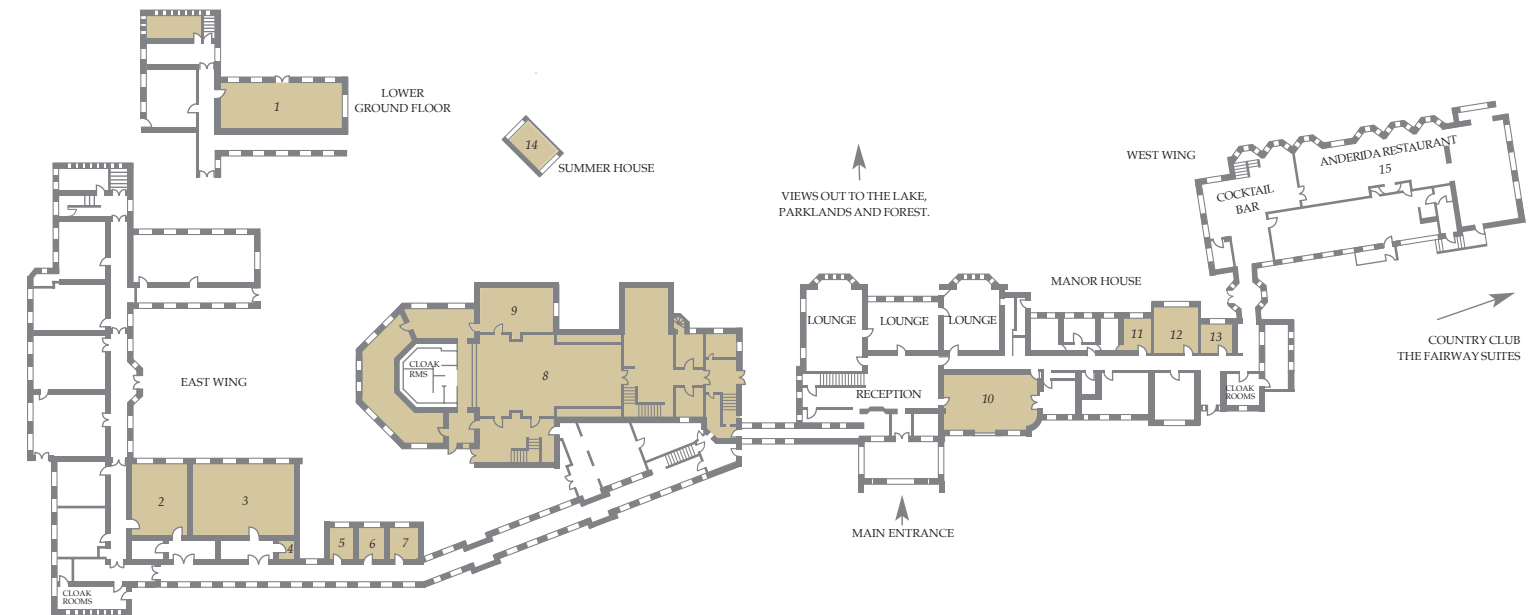 LOWER
GROUND FLOOR
1
14
SUMMER HOUSE
VIEWS OUT TO THE LAKE,
PARKLANDS AND FOREST.
WEST WING
ANDERIDA RESTAURANT
15
COCKTAIL
BAR
MANOR HOUSE
COUNTRY CLUB
THE FAIRWAY SUITES
LOUNGE
LOUNGE
LOUNGE
11
12
13
9
8
CLOAK
RMS
EAST WING
RECEPTION
10
CLOAK
ROOMS
2
3
4
5
6
7
MAIN ENTRANCE
CLOAK
ROOMS